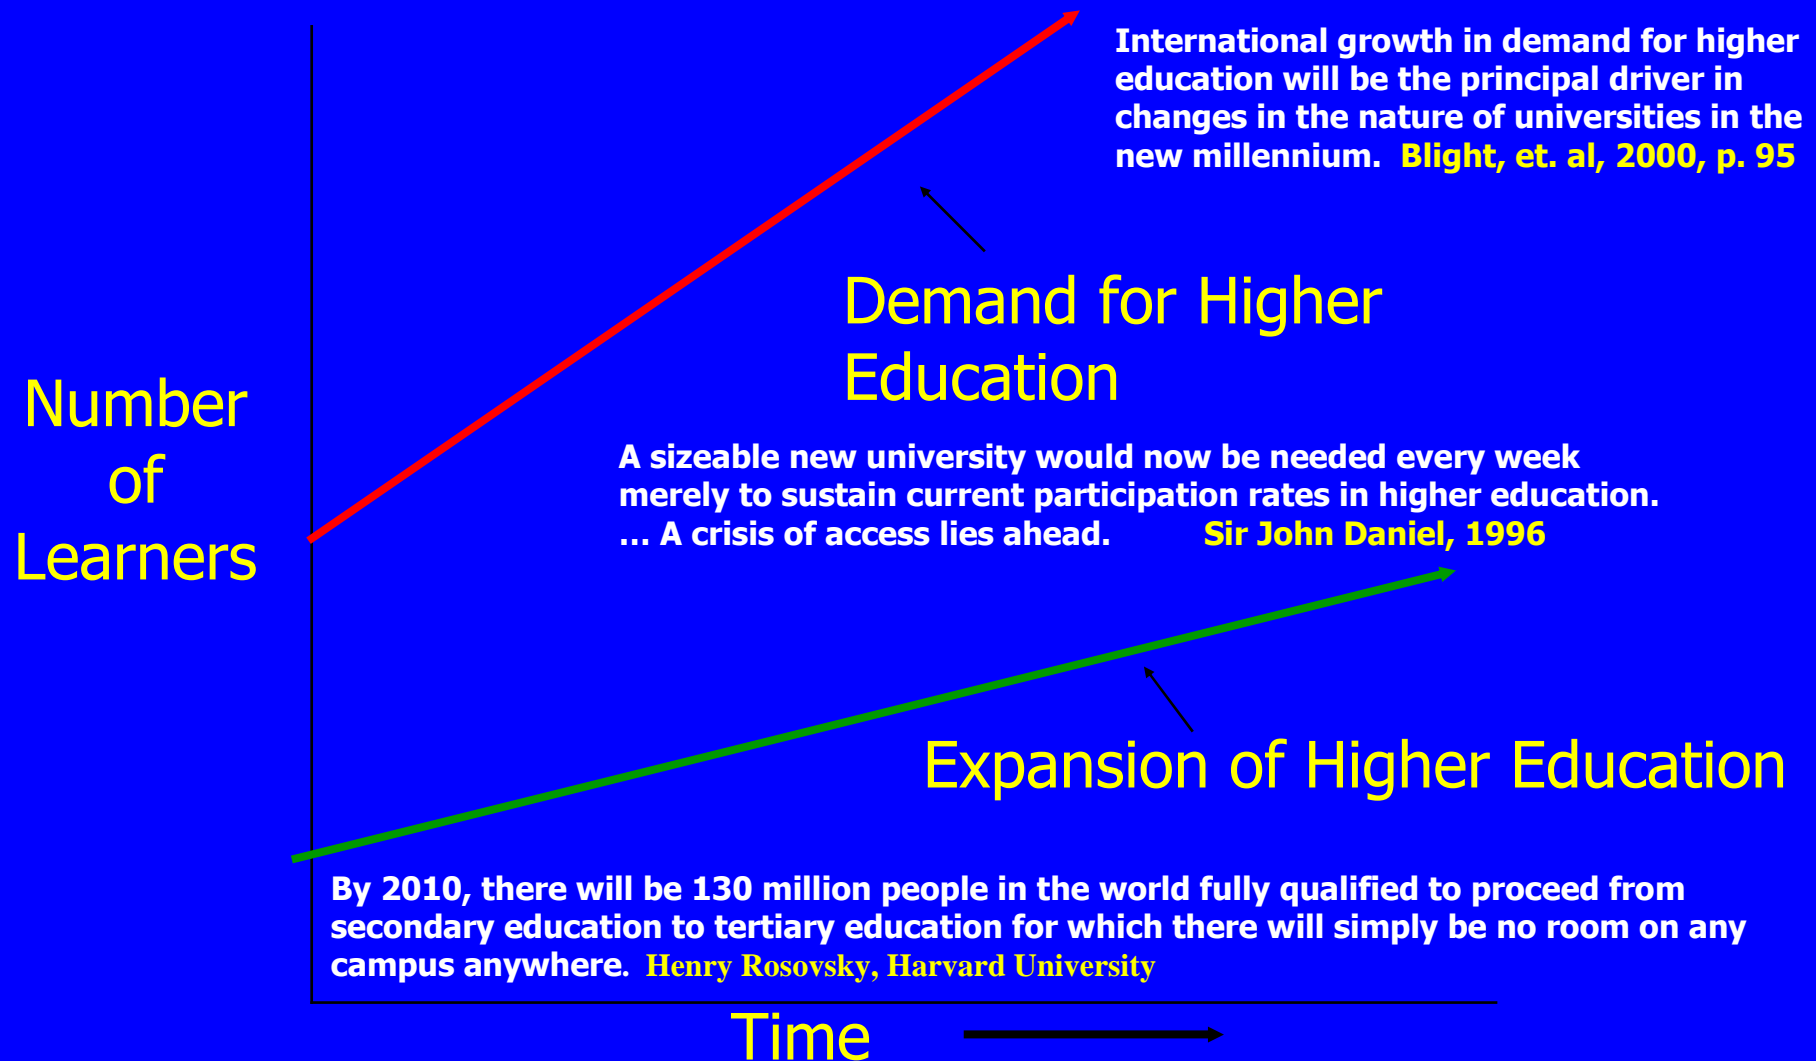 International growth in demand for higher
education will be the principal driver in
changes in the nature of universities in the
new millennium. Blight, et. al, 2000, p. 95
Demand for Higher
Education
Number
of
Learners
A sizeable new university would now be needed every week
merely to sustain current participation rates in higher education.
... A crisis of access lies ahead. Sir John Daniel, 1996
Expansion of Higher Education
By 2010, there will be 130 million people in the world fully qualified to proceed from
secondary education to tertiary education for which there will simply be no room on any
campus anywhere. Henry Rosovsky, Harvard University
Time